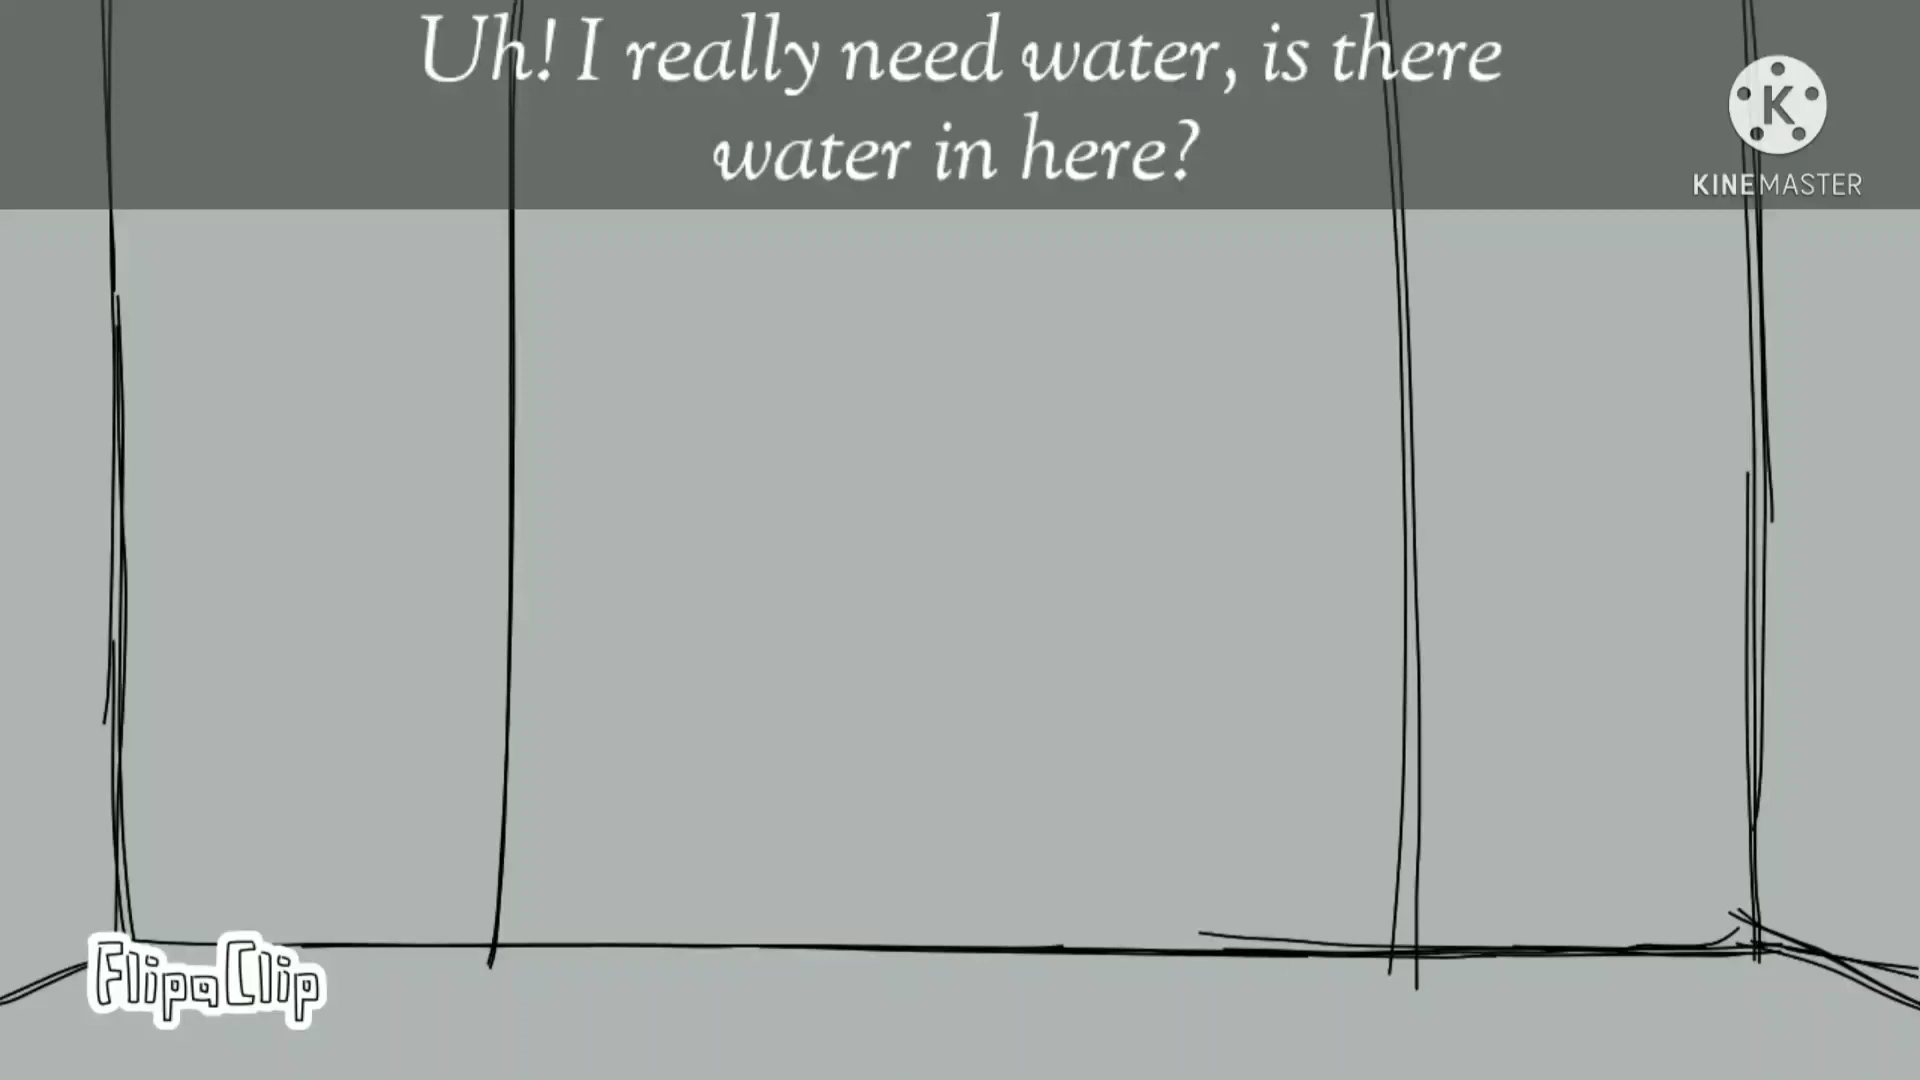 Uh! I really need water, is there
water in here?
K
KINEMASTER
FlipaClip